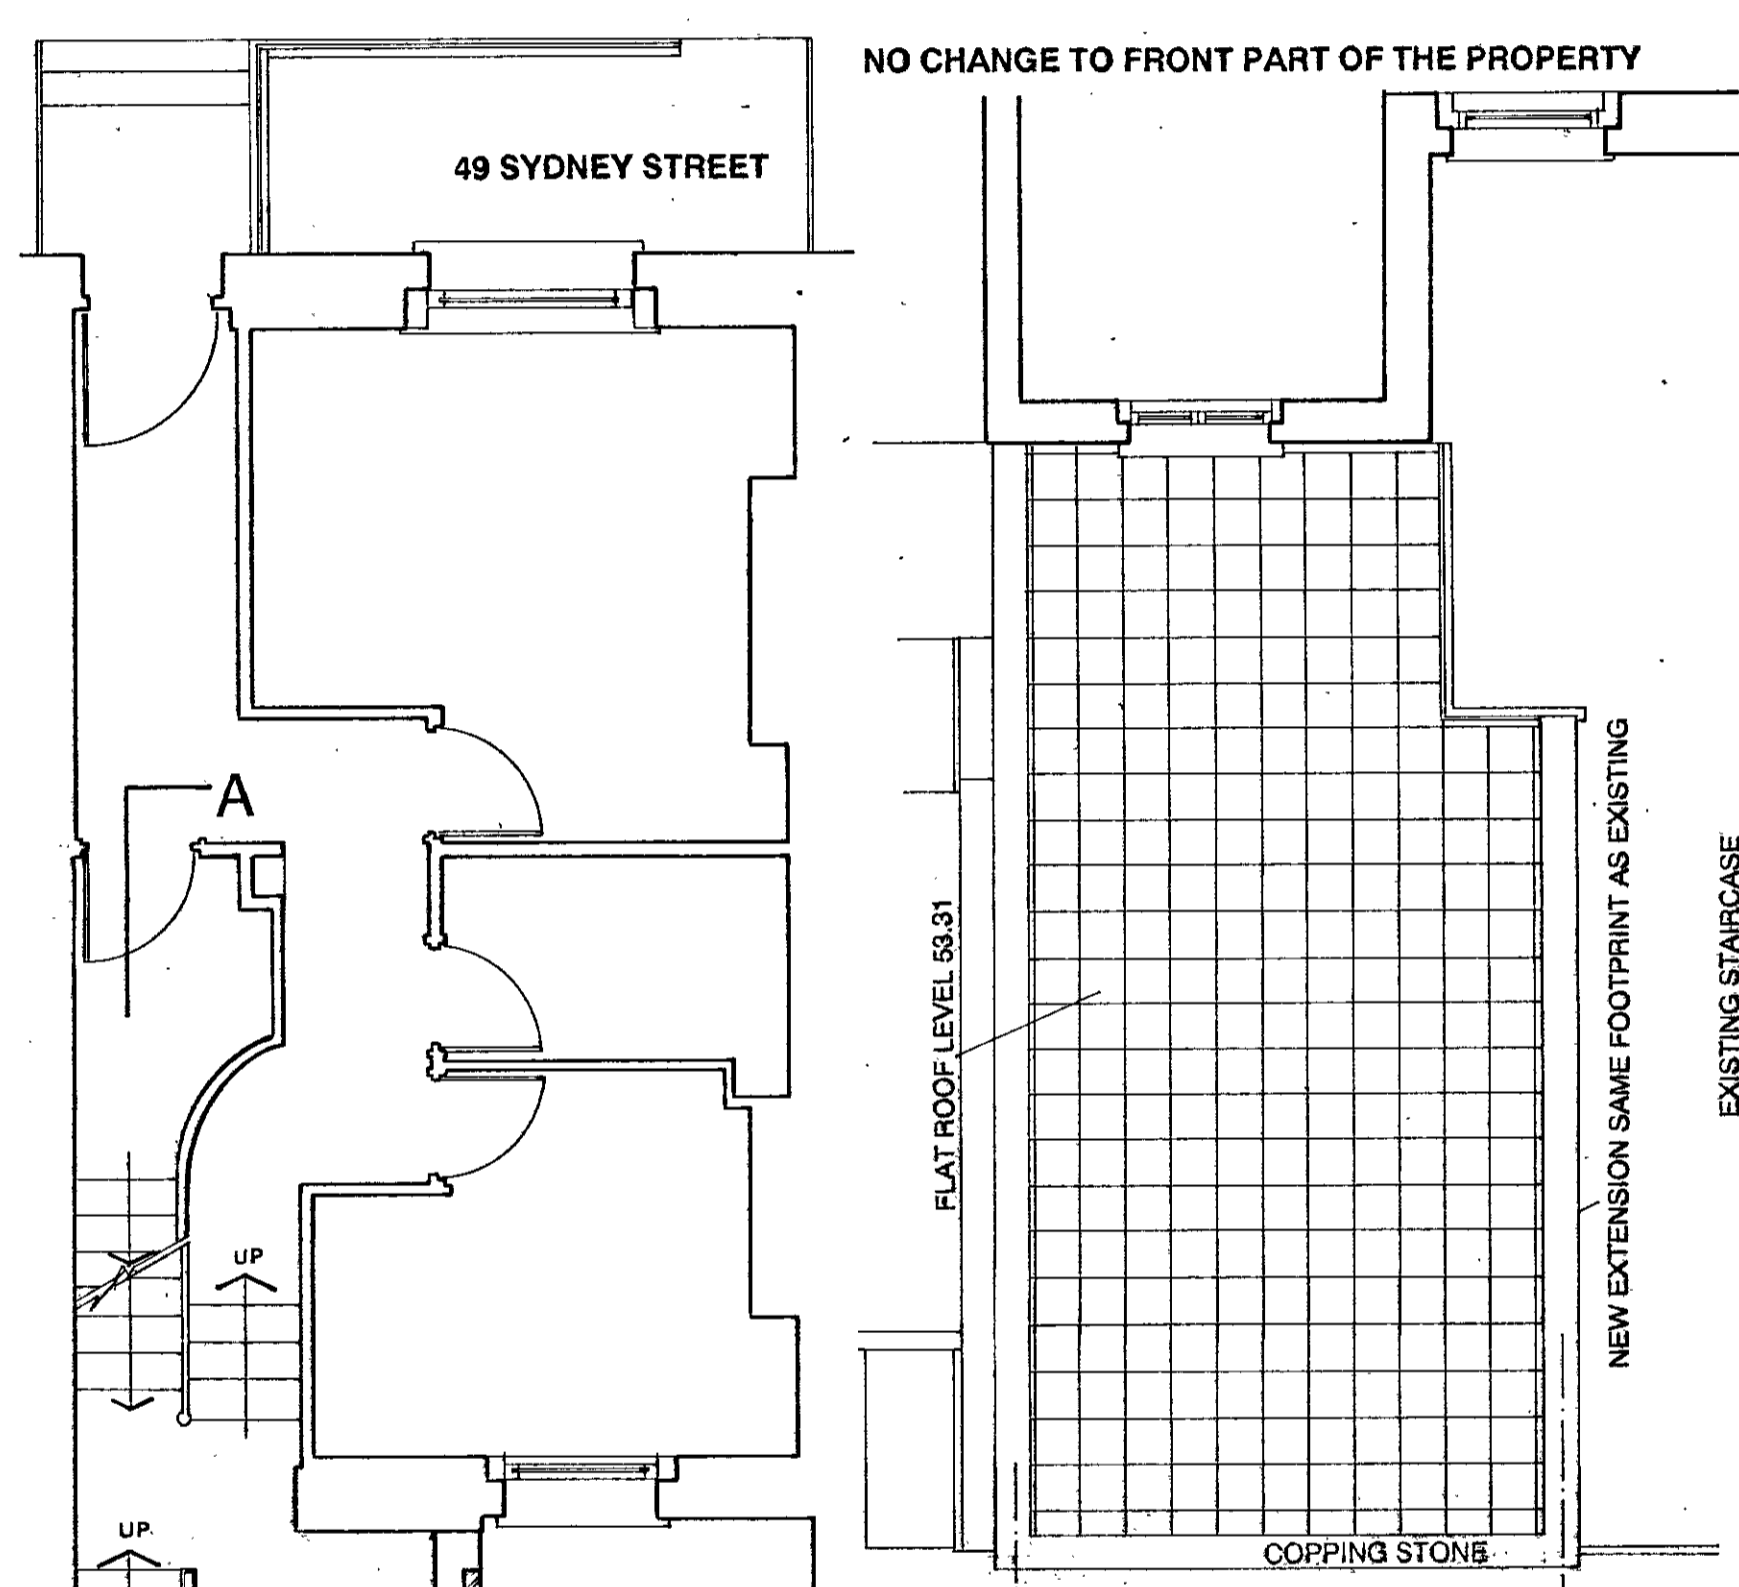 NO CHANGE TO FRONT PART OF THE PROPERTY
49 SYDNEY STREET
A
UP
UP
FLAT ROOF LEVEL 53.31
NEW EXTENSION SAME FOOTPRINT AS EXISTING
EXISTING STAIRCASE
COPPING STONE